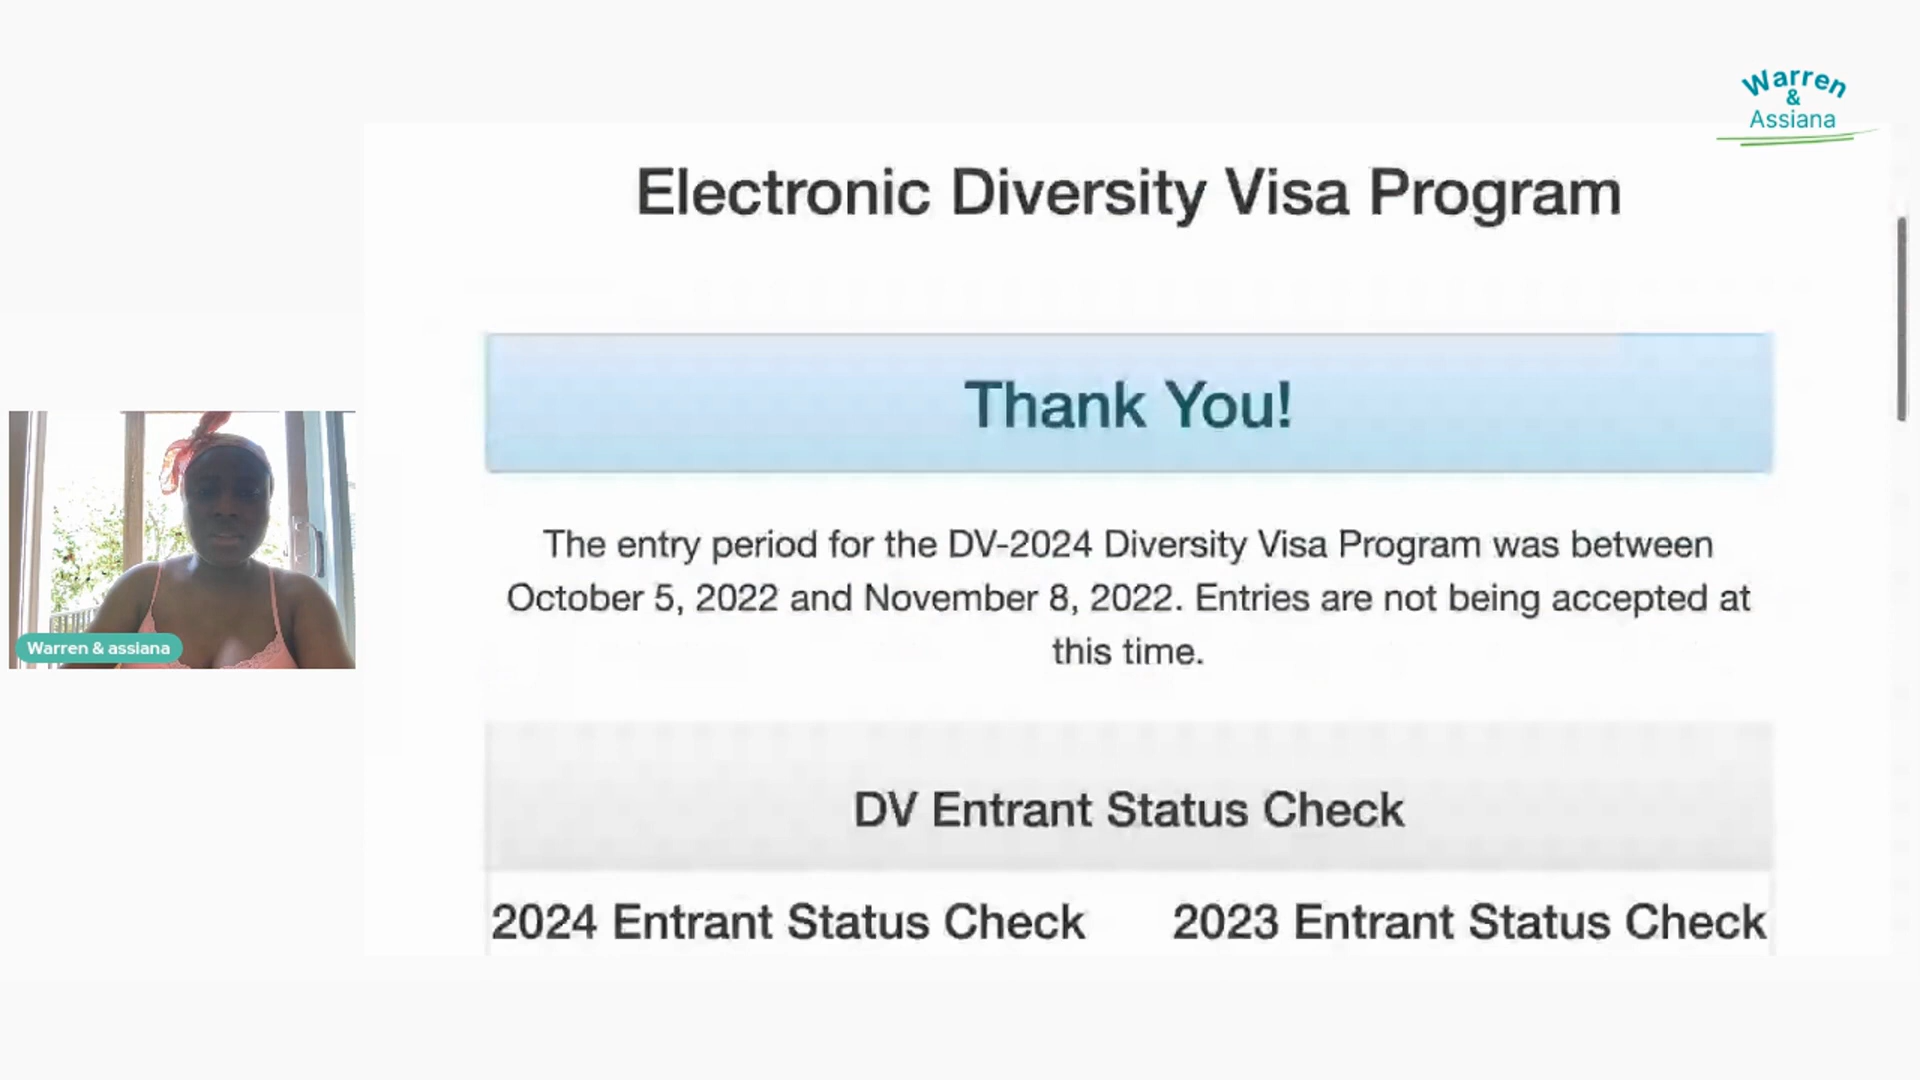 Warren
&
Assiana
Electronic Diversity Visa Program
Thank You!
The entry period for the DV-2024 Diversity Visa Program was between
October 5, 2022 and November 8, 2022. Entries are not being accepted at
this time.
DV Entrant Status Check
2024 Entrant Status Check 2023 Entrant Status Check
Warren & assiana